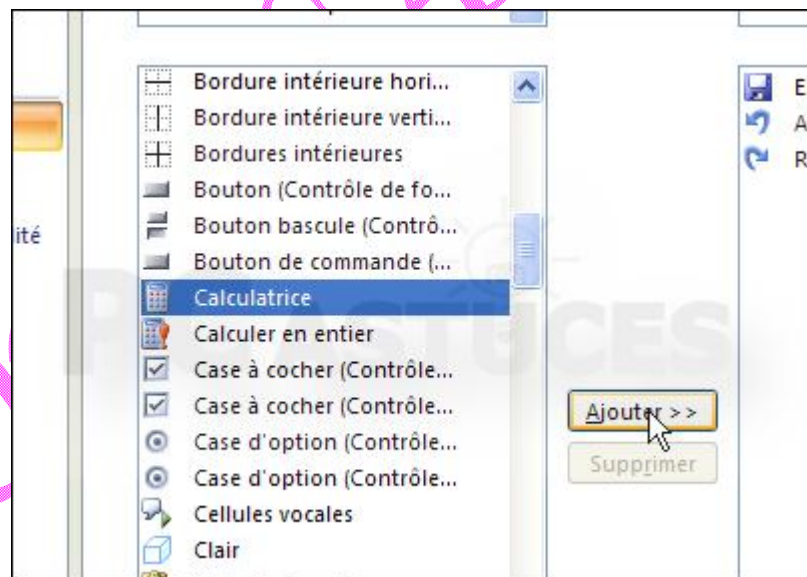 Bordure intérieure hori...
Bordure intérieure verti...
Bordures intérieures
Bouton (Contrôle de fo...
Bouton bascule (Contrô...
Bouton de commande (...
Calculatrice
Calculer en entier
Case à cocher (Contrôle...
Case à cocher (Contrôle...
Case d'option (Contrôle...
Case d'option (Contrôle...
Cellules vocales
Clair
lité
Ajouter >>
Supprimer
E
A
R
PC ASTUCES